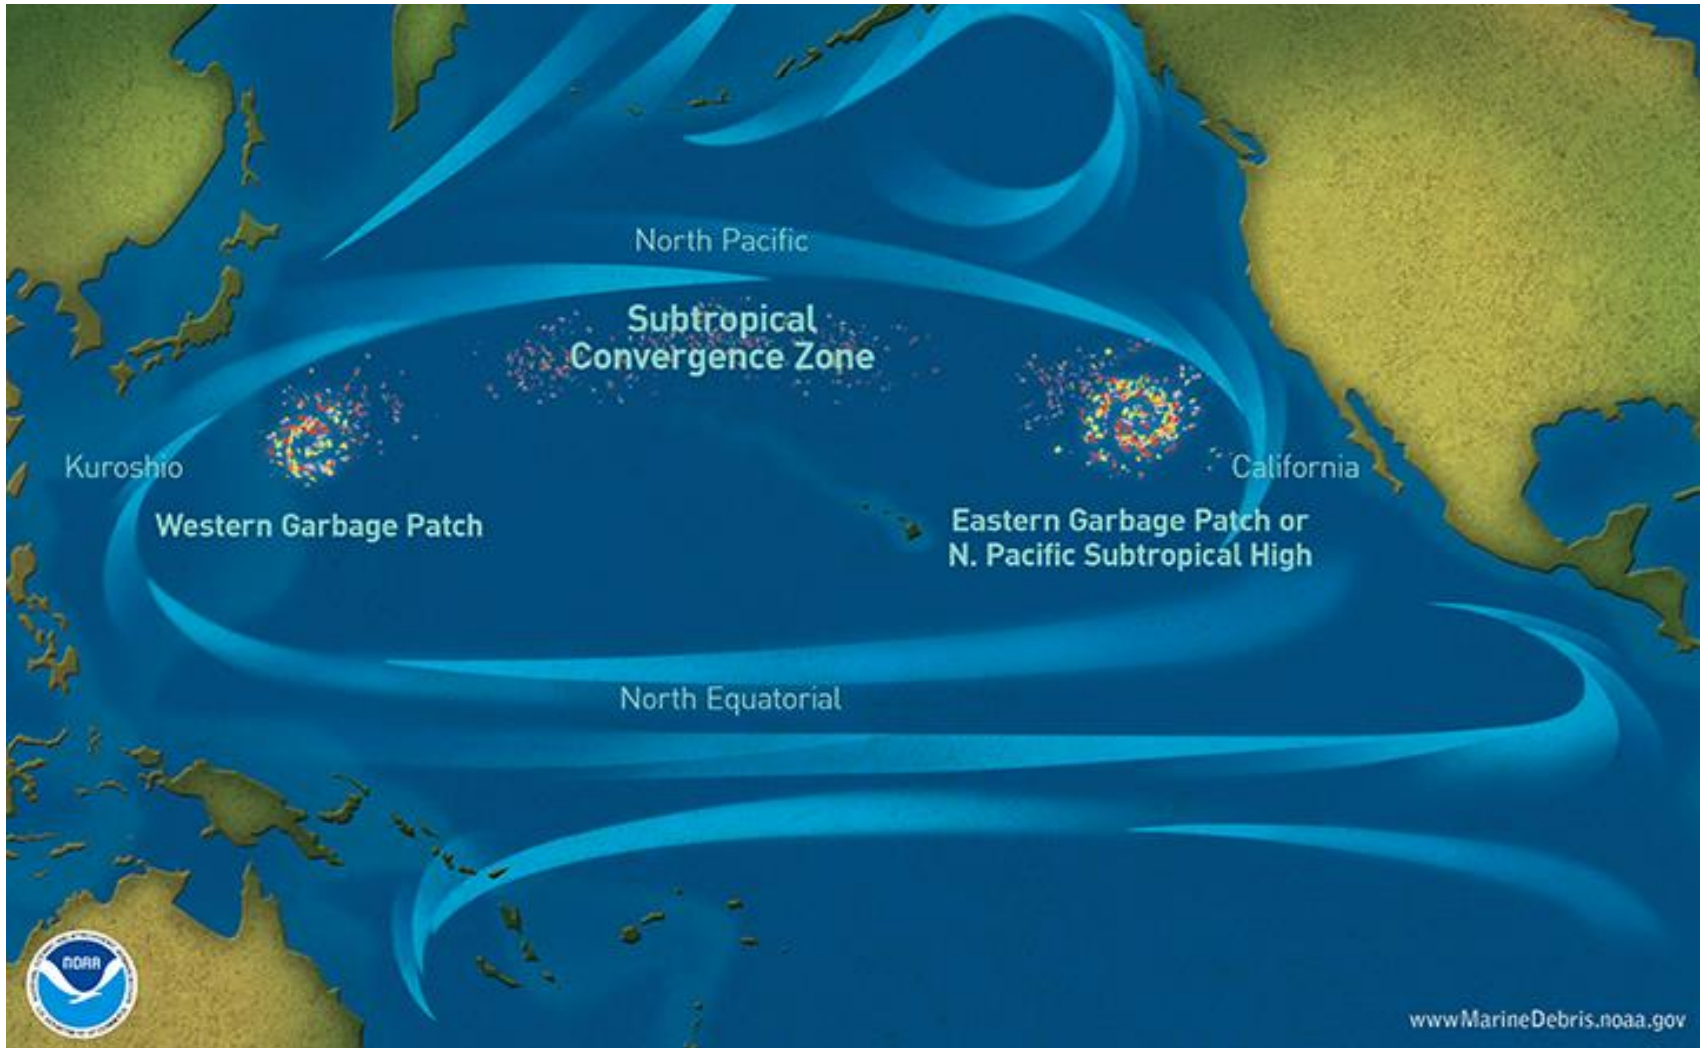 North Pacific
Subtropical
Convergence Zone
Kuroshio
California
Western Garbage Patch
Eastern Garbage Patch or
N. Pacific Subtropical High
North Equatorial
NOAA
www.MarineDebris.noaa.gov